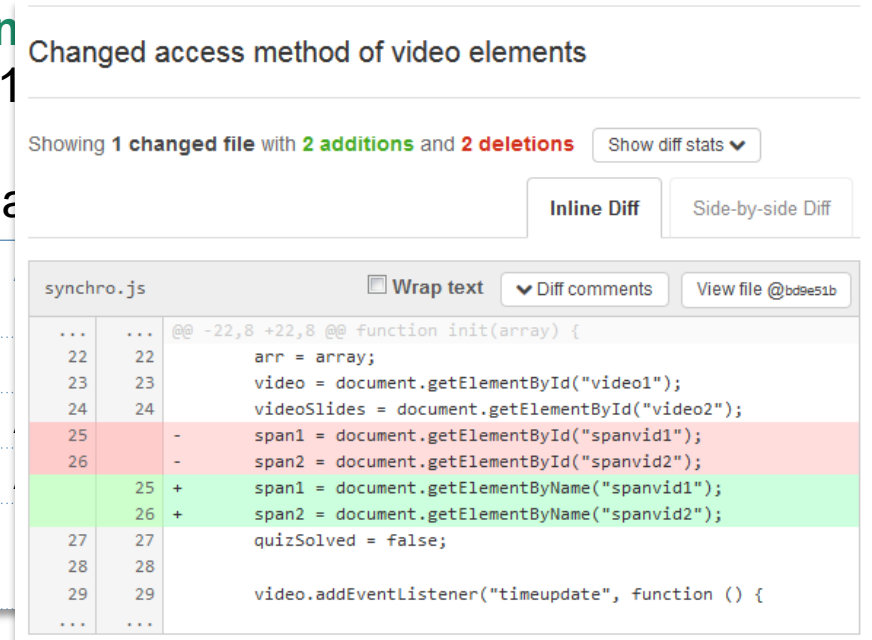 Changed access method of video elements
Showing 1 changed file with 2 additions and 2 deletions Show diff stats
Inline Diff Side-by-side Diff
synchro.js Wrap text Diff comments View file @bd9e51b
... ... @@ -22,8 +22,8 @@ function init(array) {
22 22 arr = array;
23 23 video = document.getElementById("video1");
24 24 videoSlides = document.getElementById("video2");
25 - span1 = document.getElementById("spanvid1");
26 - span2 = document.getElementById("spanvid2");
25 + span1 = document.getElementByName("spanvid1");
26 + span2 = document.getElementByName("spanvid2");
27 27 quizSolved = false;
28 28
29 29 video.addEventListener("timeupdate", function () {
... ...